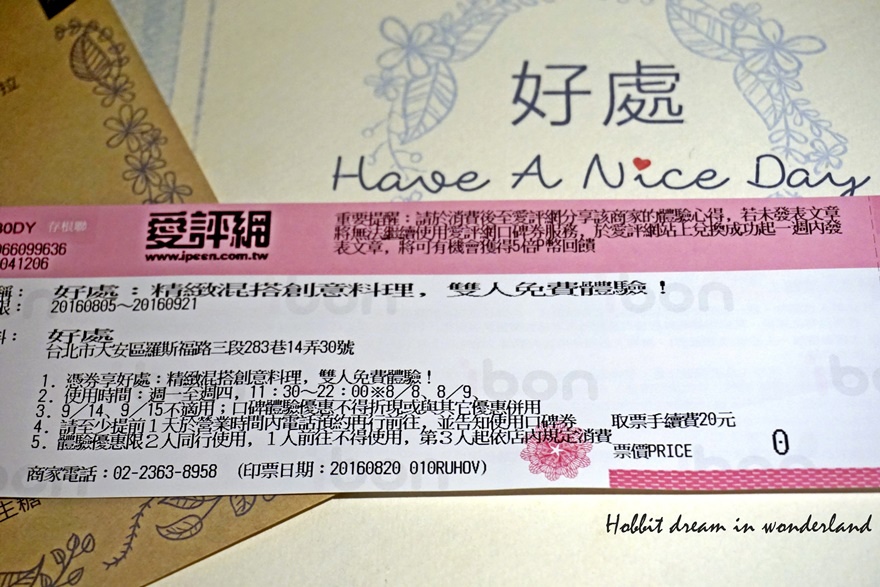 好處
Have A Nice Day
BODY 存根聯
066099636
041206
愛評網
www.ipeen.com.tw
重要提醒：請於消費後至愛評網分享該商家的體驗心得，若未發表文章
將無法繼續使用愛評網口碑券服務，於愛評網站上兌換成功起一週內發
表文章，將可有機會獲得5倍P幣回饋
稱：好處：精緻混搭創意料理，雙人免費體驗！
限：20160805~20160921
好處
台北市大安區羅斯福路三段283巷14弄30號
1. 憑券享好處：精緻混搭創意料理，雙人免費體驗！
2. 使用時間：週一至週四，11：30~22：00※8/8、8/9、
3. 9/14、9/15不適用；口碑體驗優惠不得折現或與其它優惠併用
4. 請至少提前1天於營業時間內電話預約再行前往，並告知使用口碑券
5. 體驗優惠限2人同行使用，1人前往不得使用，第3人起依店內規定消費
取票手續費20元
票價PRICE 0
商家電話：02-2363-8958 (印票日期：20160820 010RUHOV)
Hobbit dream in wonderland